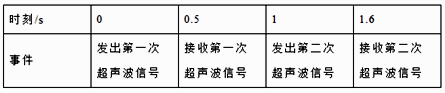 时刻/s 0 0.5 1 1.6
事件 发出第一次 接收第一次 发出第二次 接收第二次
超声波信号 超声波信号 超声波信号 超声波信号